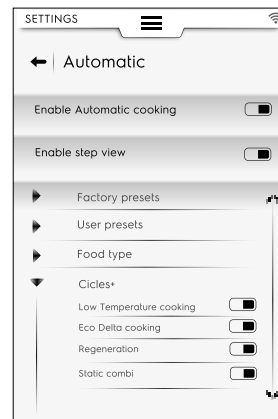 SETTINGS
Automatic
Enable Automatic cooking
Enable step view
Factory presets
User presets
Food type
Cicles+
Low Temperature cooking
Eco Delta cooking
Regeneration
Static combi